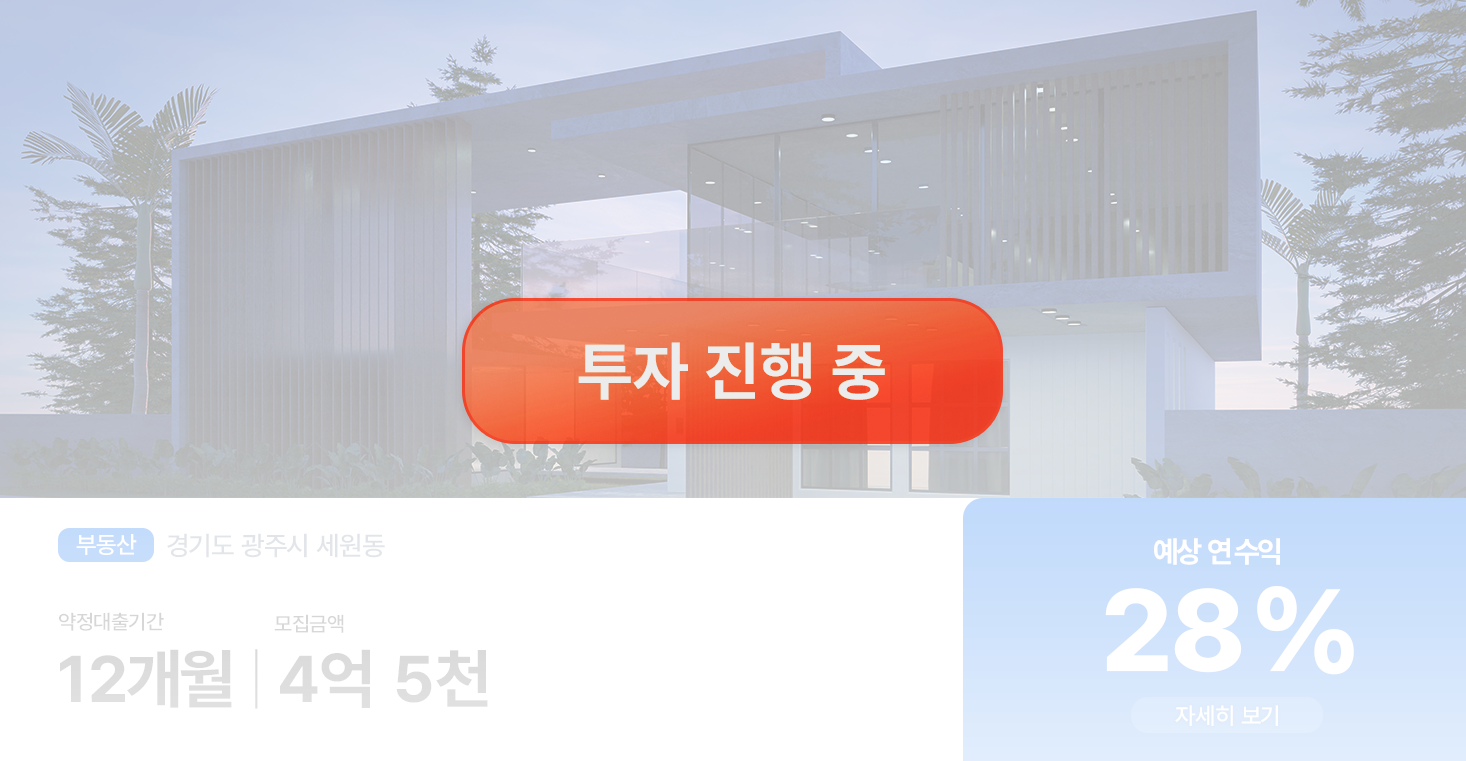 투자 진행 중
부동산 경기도 광주시 세원동
약정대출기간 모집금액
12개월 4억 5천
예상 연수익
28%
자세히 보기